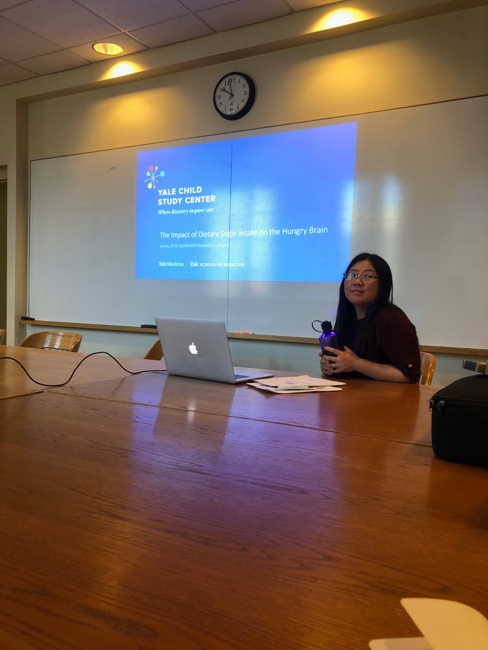 YALE CHILD
STUDY CENTER
Where discovery inspires care
The Impact of Dietary Sugar Intake on the Hungry Brain
Yale Medicine Yale SCHOOL OF MEDICINE